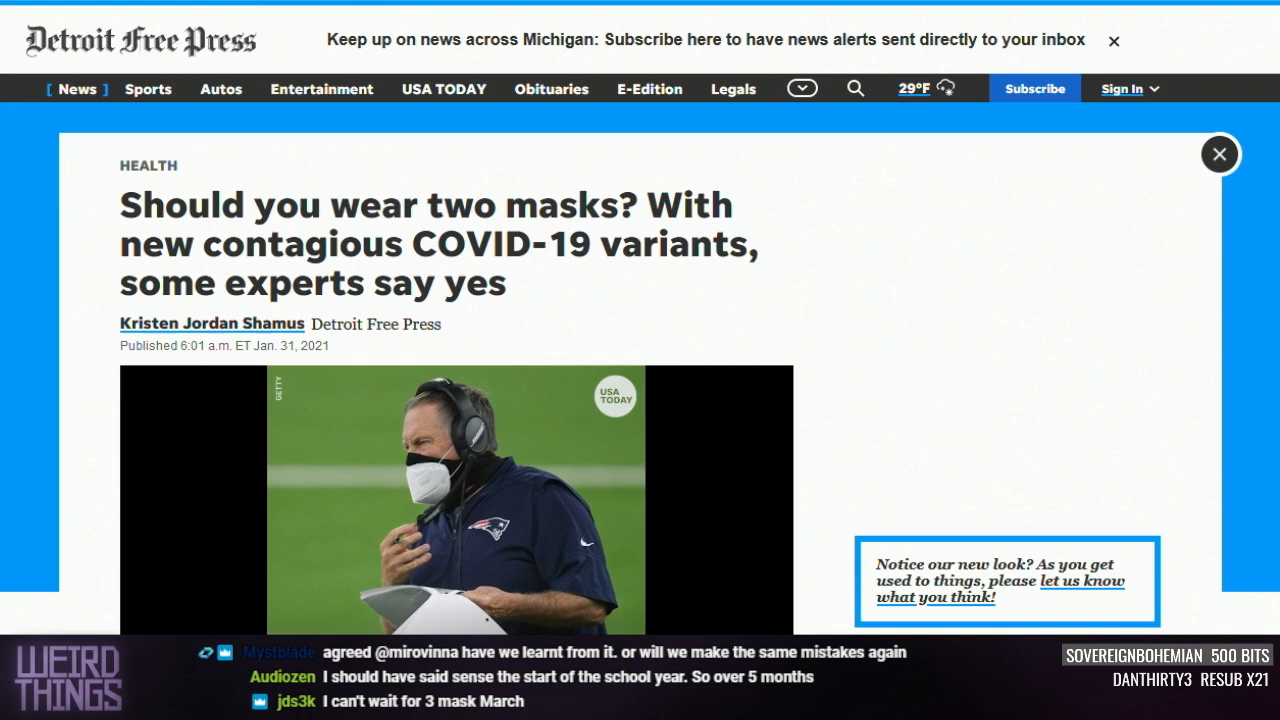 Detroit Free Press
Keep up on news across Michigan: Subscribe here to have news alerts sent directly to your inbox
[ News ] Sports Autos Entertainment USA TODAY Obituaries E-Edition Legals 29°F Subscribe Sign In
HEALTH
Should you wear two masks? With
new contagious COVID-19 variants,
some experts say yes
Kristen Jordan Shamus Detroit Free Press
Published 6:01 a.m. ET Jan. 31, 2021
GETTY
USA
TODAY
BOSE
Notice our new look? As you get
used to things, please let us know
what you think!
WEIRD
THINGS
Mystblade agreed @mirovinna have we learnt from it. or will we make the same mistakes again
Audiozen I should have said sense the start of the school year. So over 5 months
jds3k I can't wait for 3 mask March
SOVEREIGNBOHEMIAN 500 BITS
DANTHIRTY3 RESUB X21